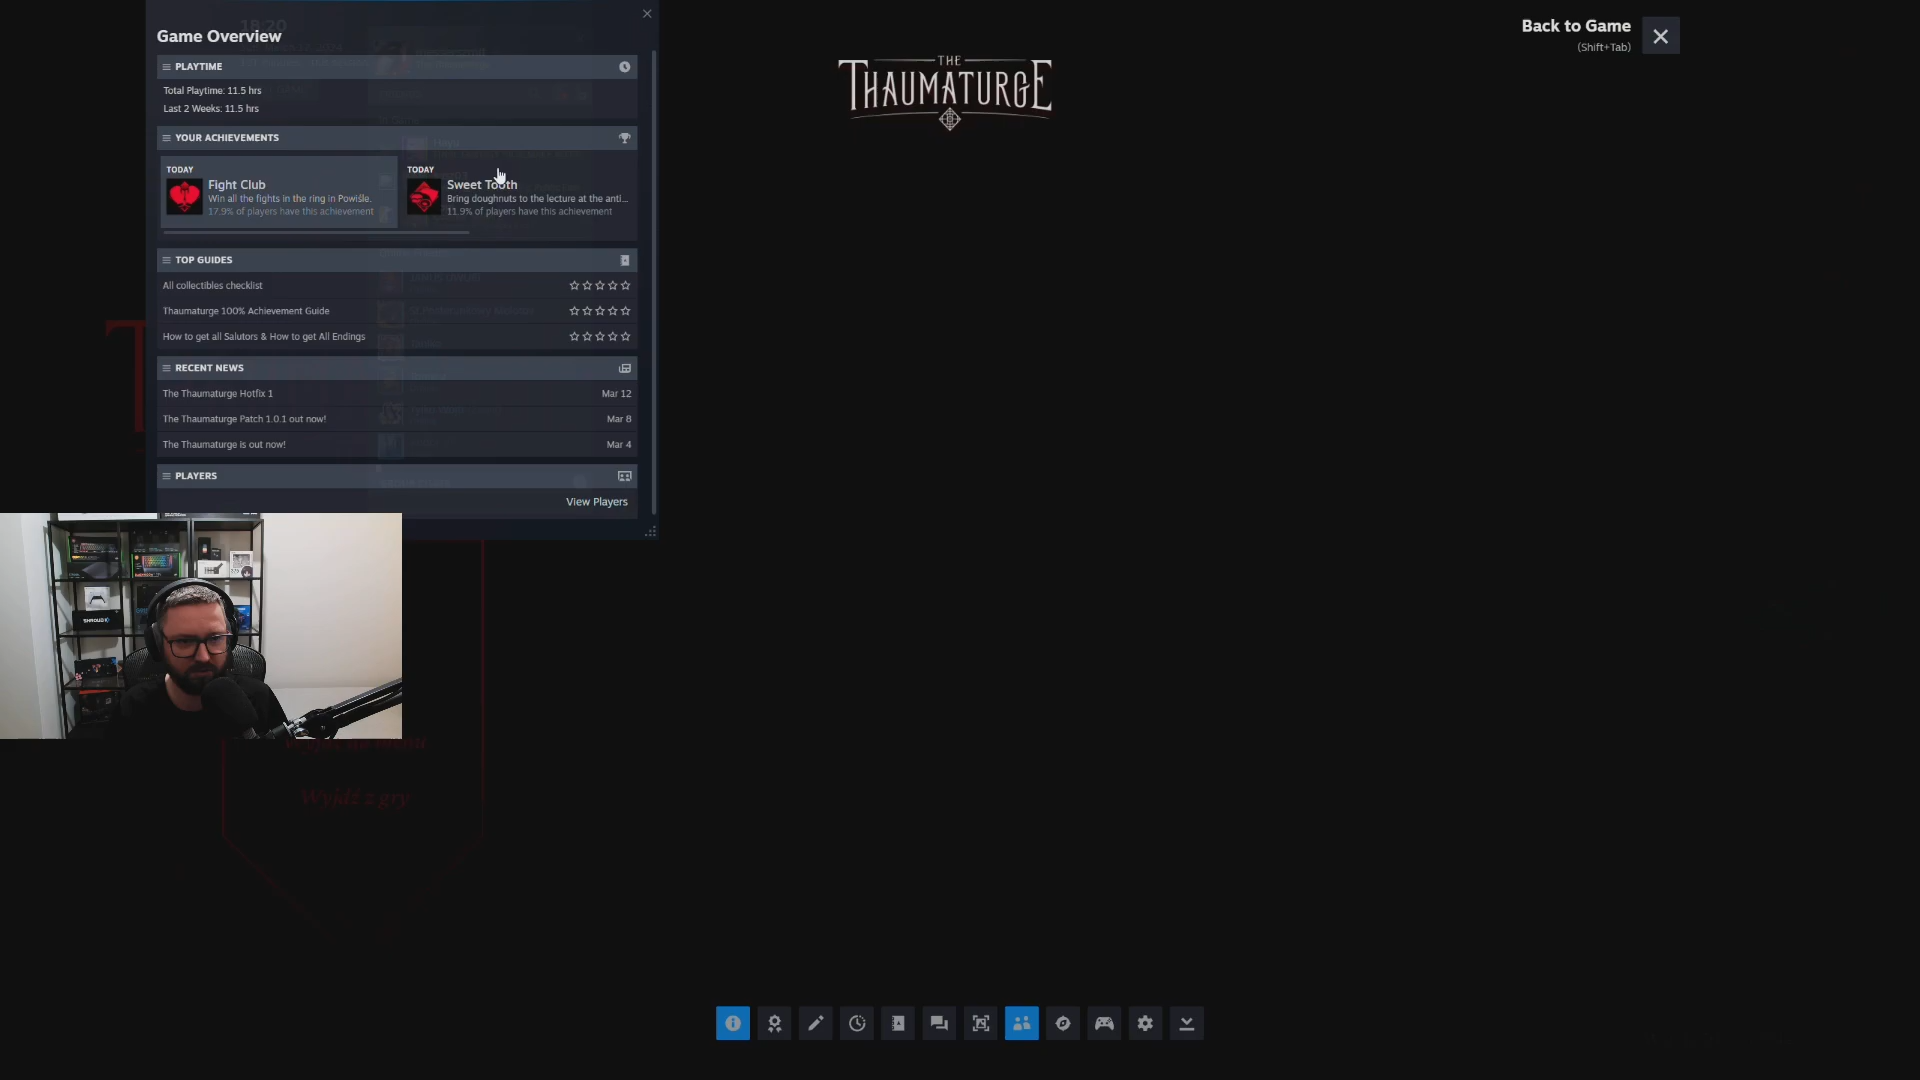 18:20
Game Overview
Back to Game
(Shift+Tab)
THE
THAUMATURGE
PLAYTIME
Total Playtime: 11.5 hrs
Last 2 Weeks: 11.5 hrs
YOUR ACHIEVEMENTS
TODAY
Fight Club
Win all the fights in the ring in Powiśle.
17.9% of players have this achievement
TODAY
Sweet Tooth
Bring doughnuts to the lecture at the anti...
11.9% of players have this achievement
TOP GUIDES
All collectibles checklist
Thaumaturge 100% Achievement Guide
How to get all Salutors & How to get All Endings
RECENT NEWS
The Thaumaturge Hotfix 1
Mar 12
The Thaumaturge Patch 1.0.1 out now!
Mar 8
The Thaumaturge is out now!
Mar 4
PLAYERS
View Players
SHROUD
Wyjdź z gry